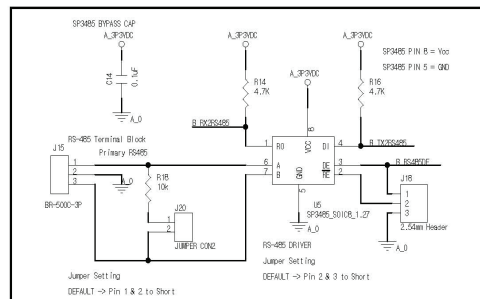 SP3485 BYPASS CAP
A_3P3VDC
C14
0.1uF
A_0
A_3P3VDC
R14
4.7K
A_3P3VDC
A_3P3VDC
R16
4.7K
SP3485 PIN 8 = Vcc
SP3485 PIN 5 = GND
B_RX2RS485
B_TX2RS485
B_RS485DE
RS-485 Terminal Block
Primary RS485
J15
1
2
3
BR-500C-3P
A_0
R18
10k
J20
1
2
JUMPER CON2
1
RO
6
A
7
B
VCC
8
GND
5
DI
4
DE
3
RE
2
U5
SP3485_SOIC8_1.27
A_0
J18
1
2
3
2.54mm Header
A_0
RS-485 DRIVER
Jumper Setting
DEFAULT -> Pin 1 & 2 to Short
Jumper Setting
DEFAULT -> Pin 2 & 3 to Short